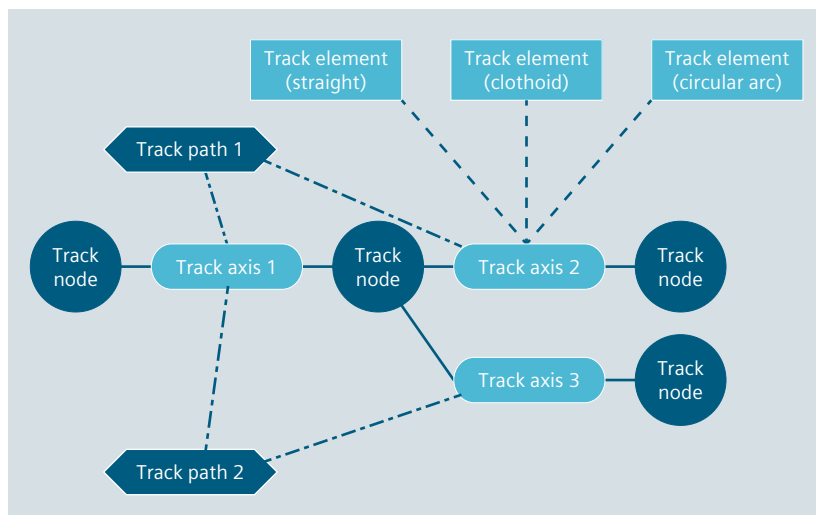 Track element
(straight)
Track element
(clothoid)
Track element
(circular arc)
Track path 1
Track
node
Track axis 1
Track
node
Track axis 2
Track
node
Track axis 3
Track
node
Track path 2